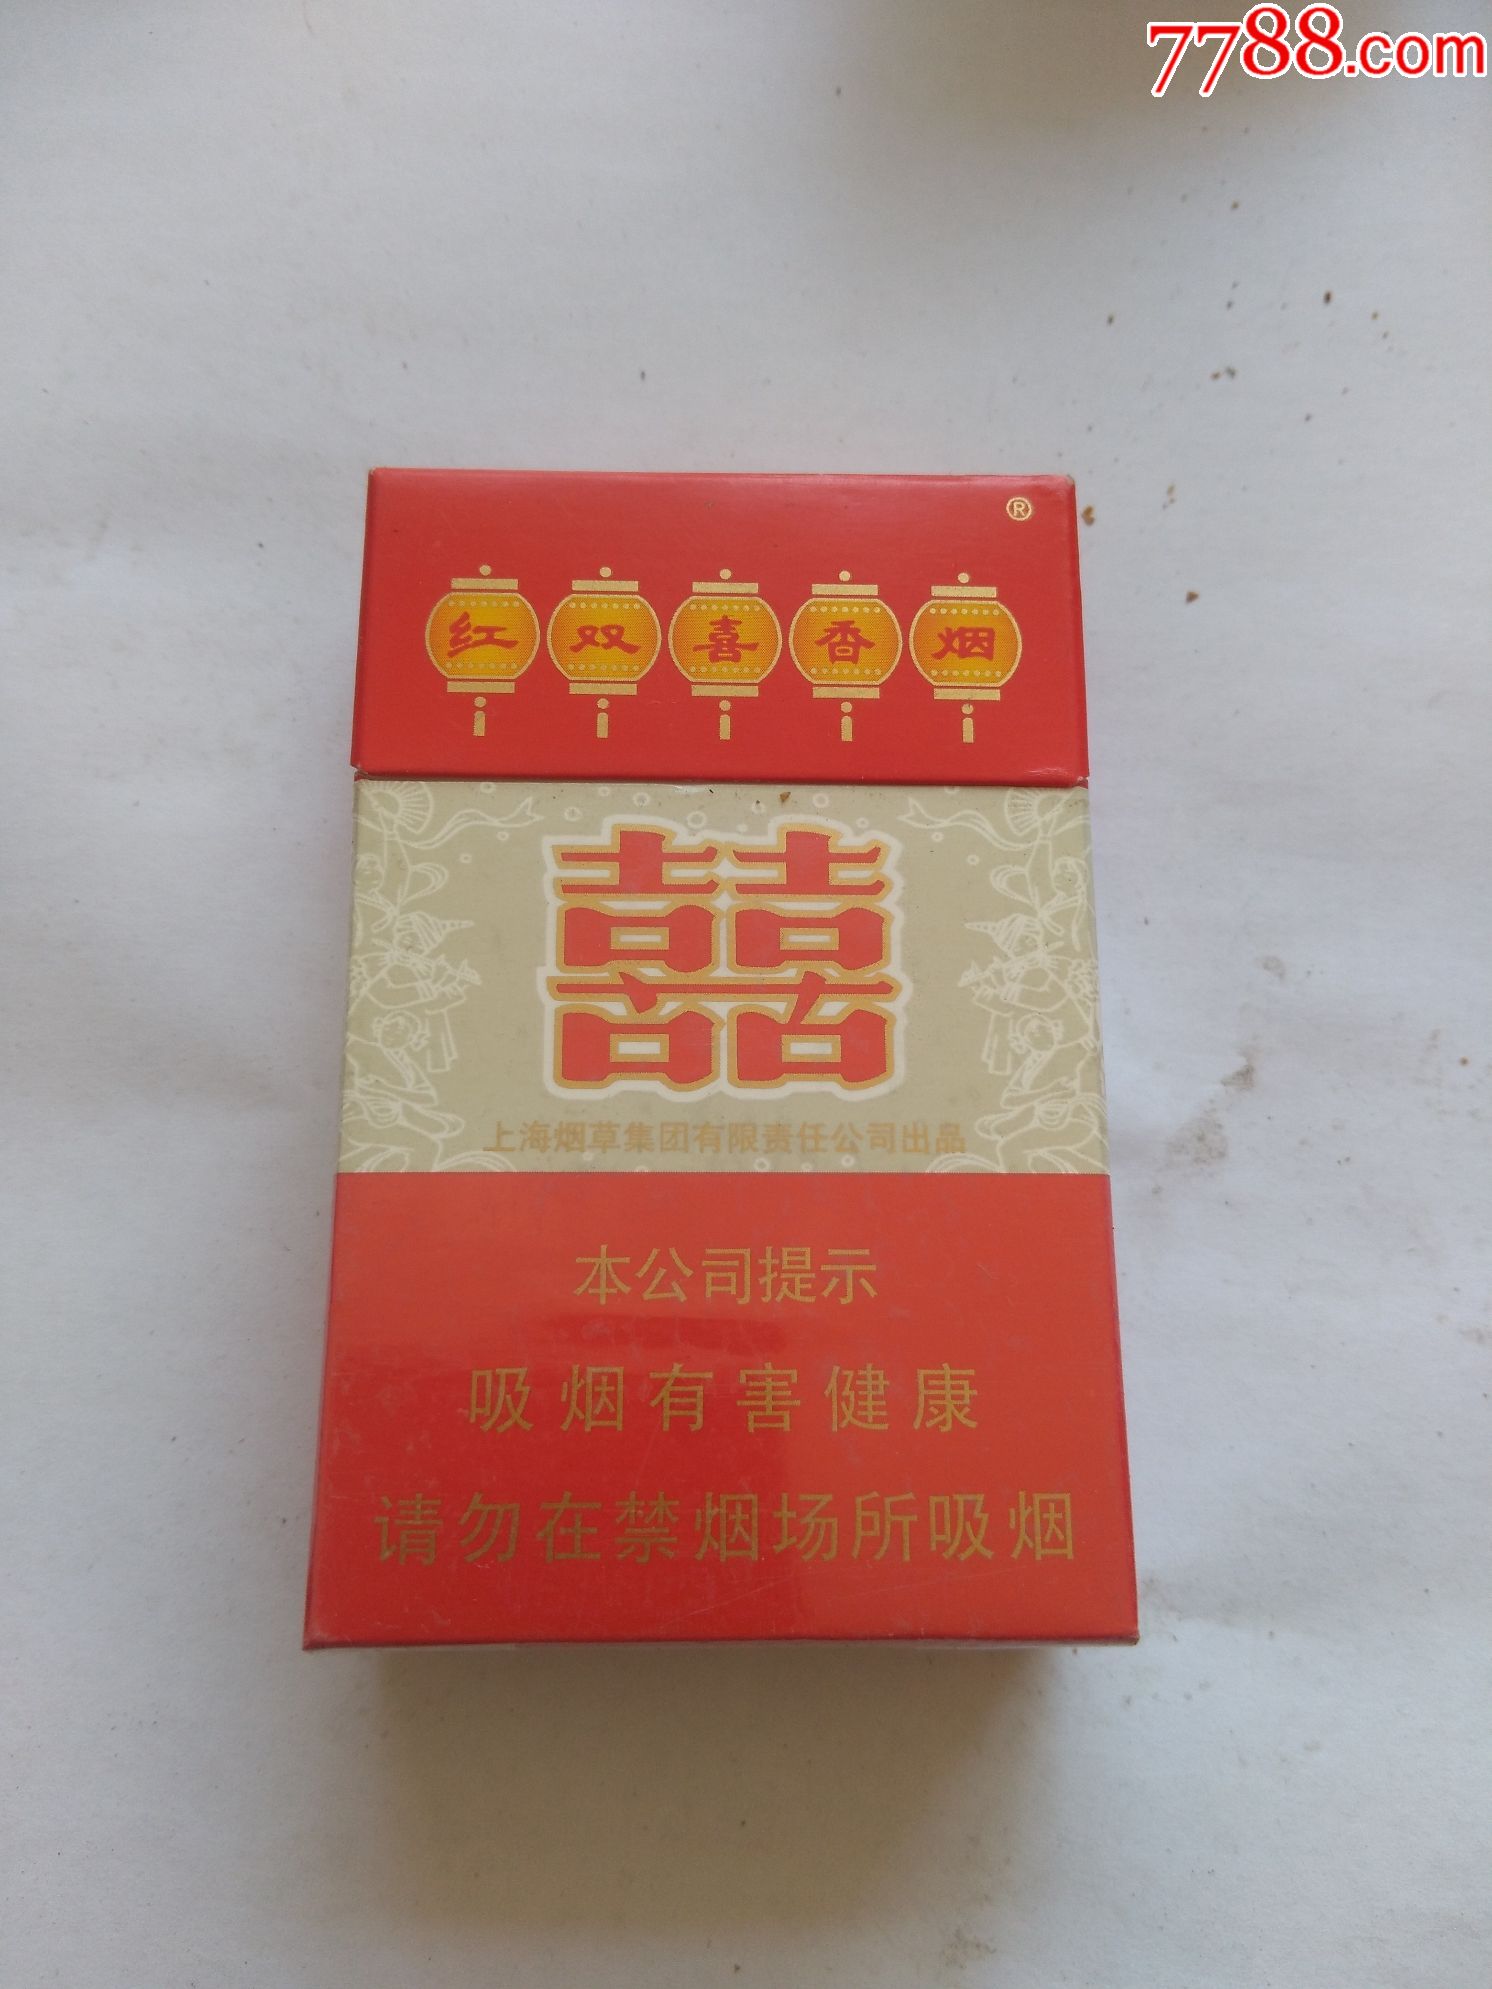 7788.com
®
红双喜香烟
囍
上海烟草集团有限责任公司出品
本公司提示
吸烟有害健康
请勿在禁烟场所吸烟